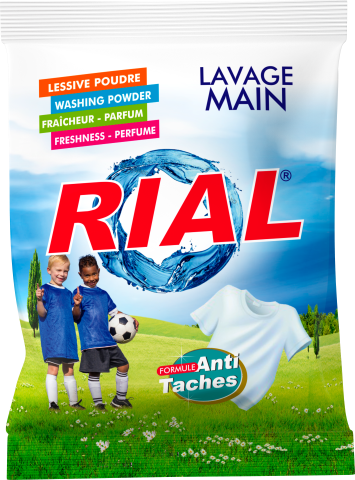 LESSIVE POUDRE
WASHING POWDER
FRAÎCHEUR - PARFUM
FRESHNESS - PERFUME
LAVAGE
MAIN
RIAL®
FORMULE Anti
Taches